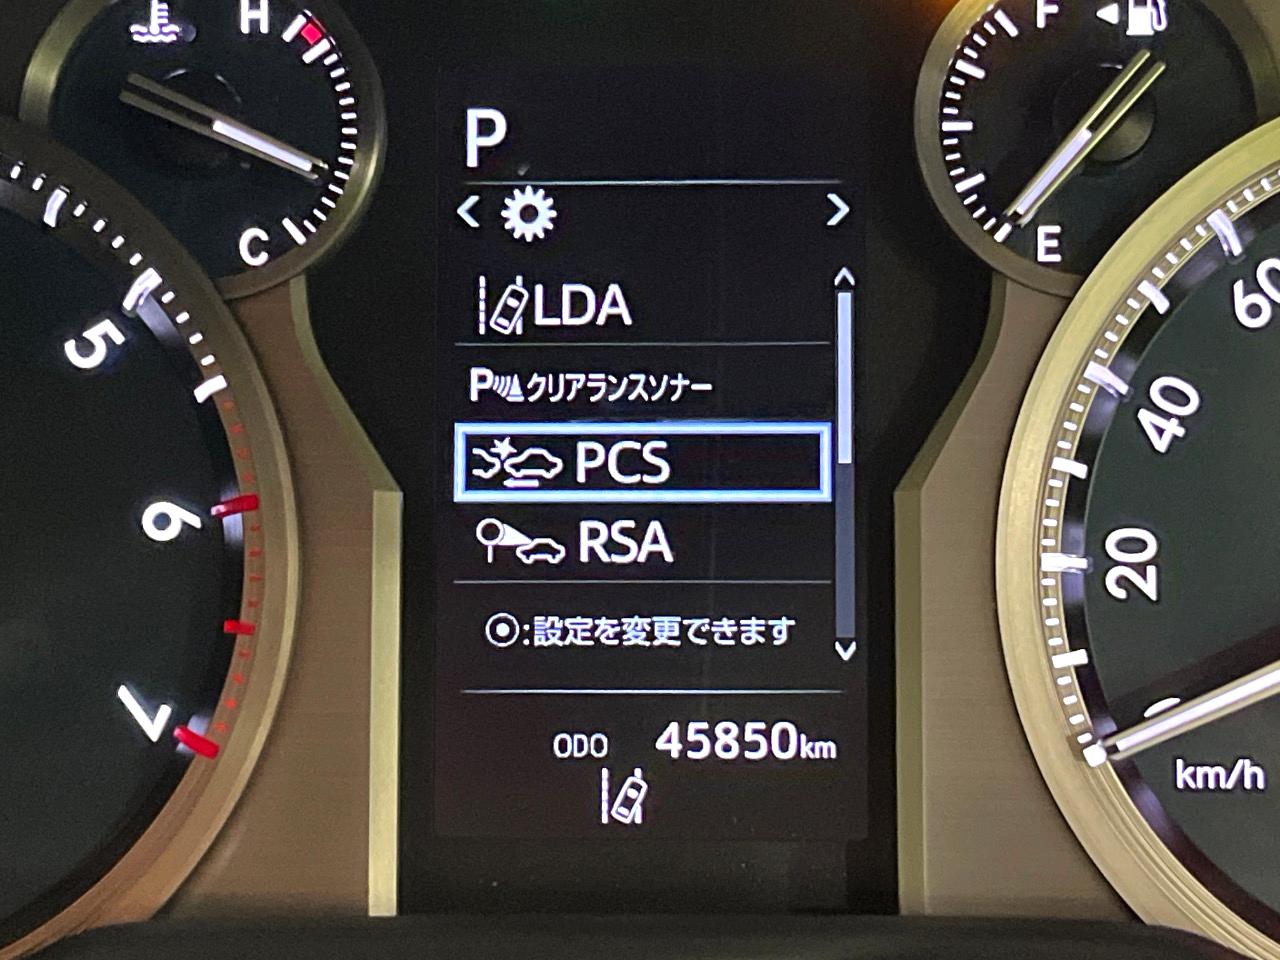 H
C
F
E
P
LDA
Pクリアランスソナー
PCS
RSA
◎:設定を変更できます
ODO 45850km
5
6
7
60
40
20
km/h